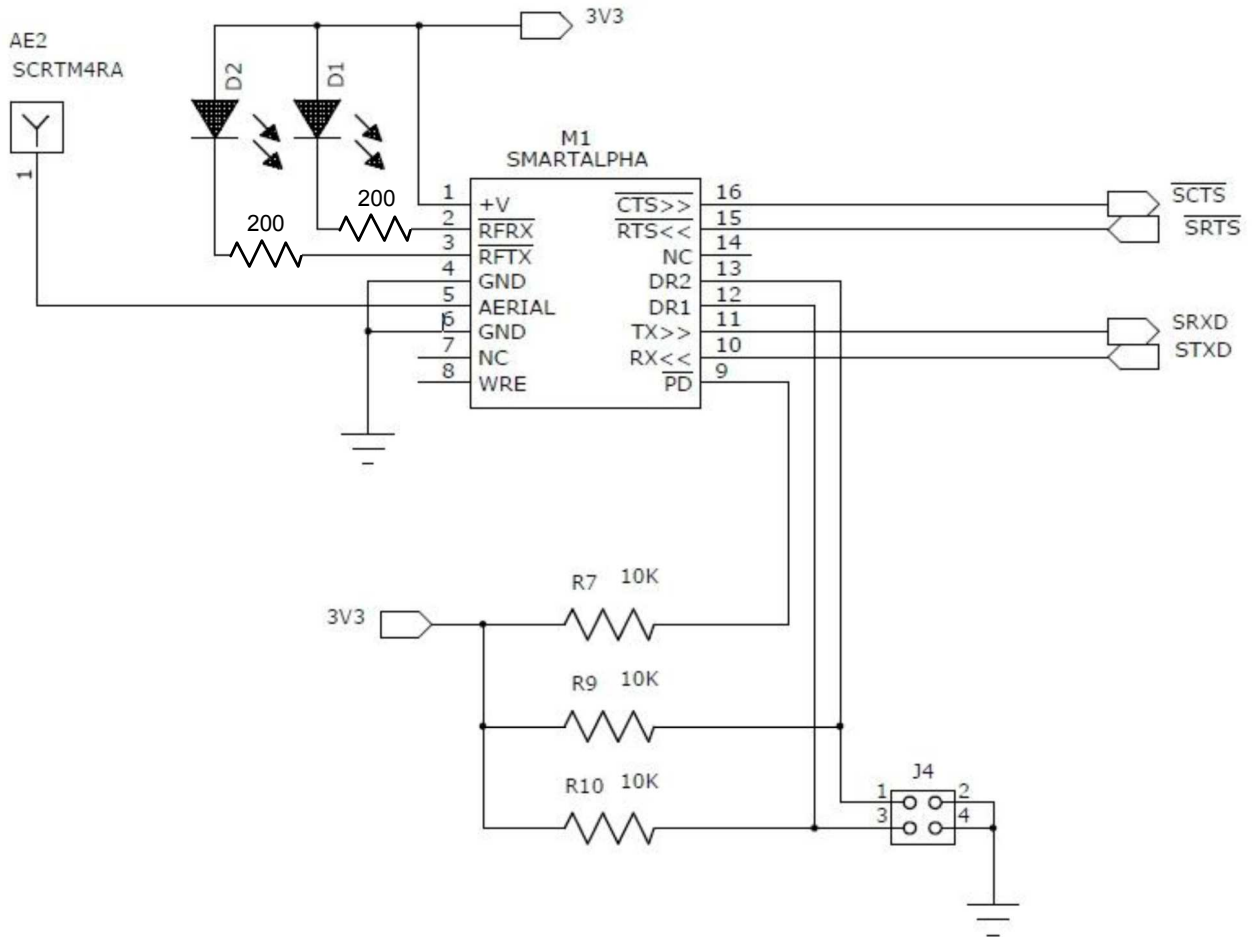 3V3
AE2
SCRTM4RA
D2
D1
1
M1
SMARTALPHA
200
200
1
2
3
4
5
6
7
8
+V
RFRX
RFTX
GND
AERIAL
GND
NC
WRE
CTS>>
RTS<<
NC
DR2
DR1
TX>>
RX<<
PD
16
15
14
13
12
11
10
9
SCTS
SRTS
SRXD
STXD
3V3
R7 10K
R9 10K
R10 10K
J4
1 2
3 4